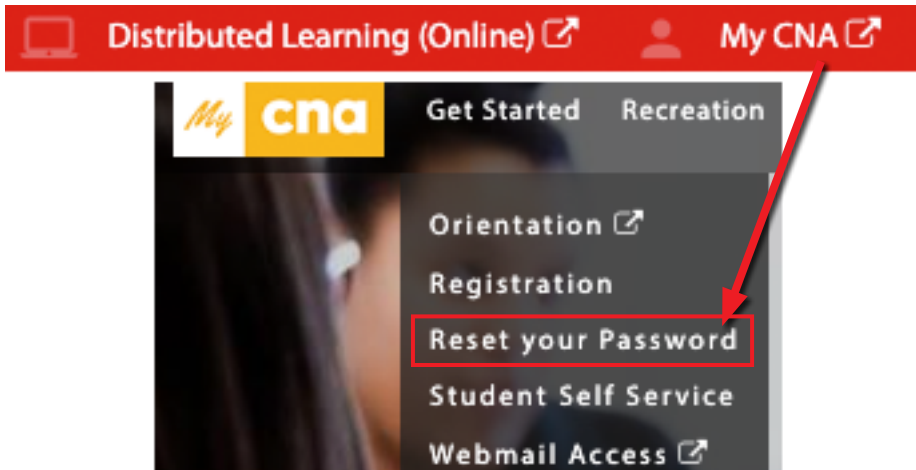 Distributed Learning (Online) My CNA
My cna Get Started Recreation
Orientation
Registration
Reset your Password
Student Self Service
Webmail Access